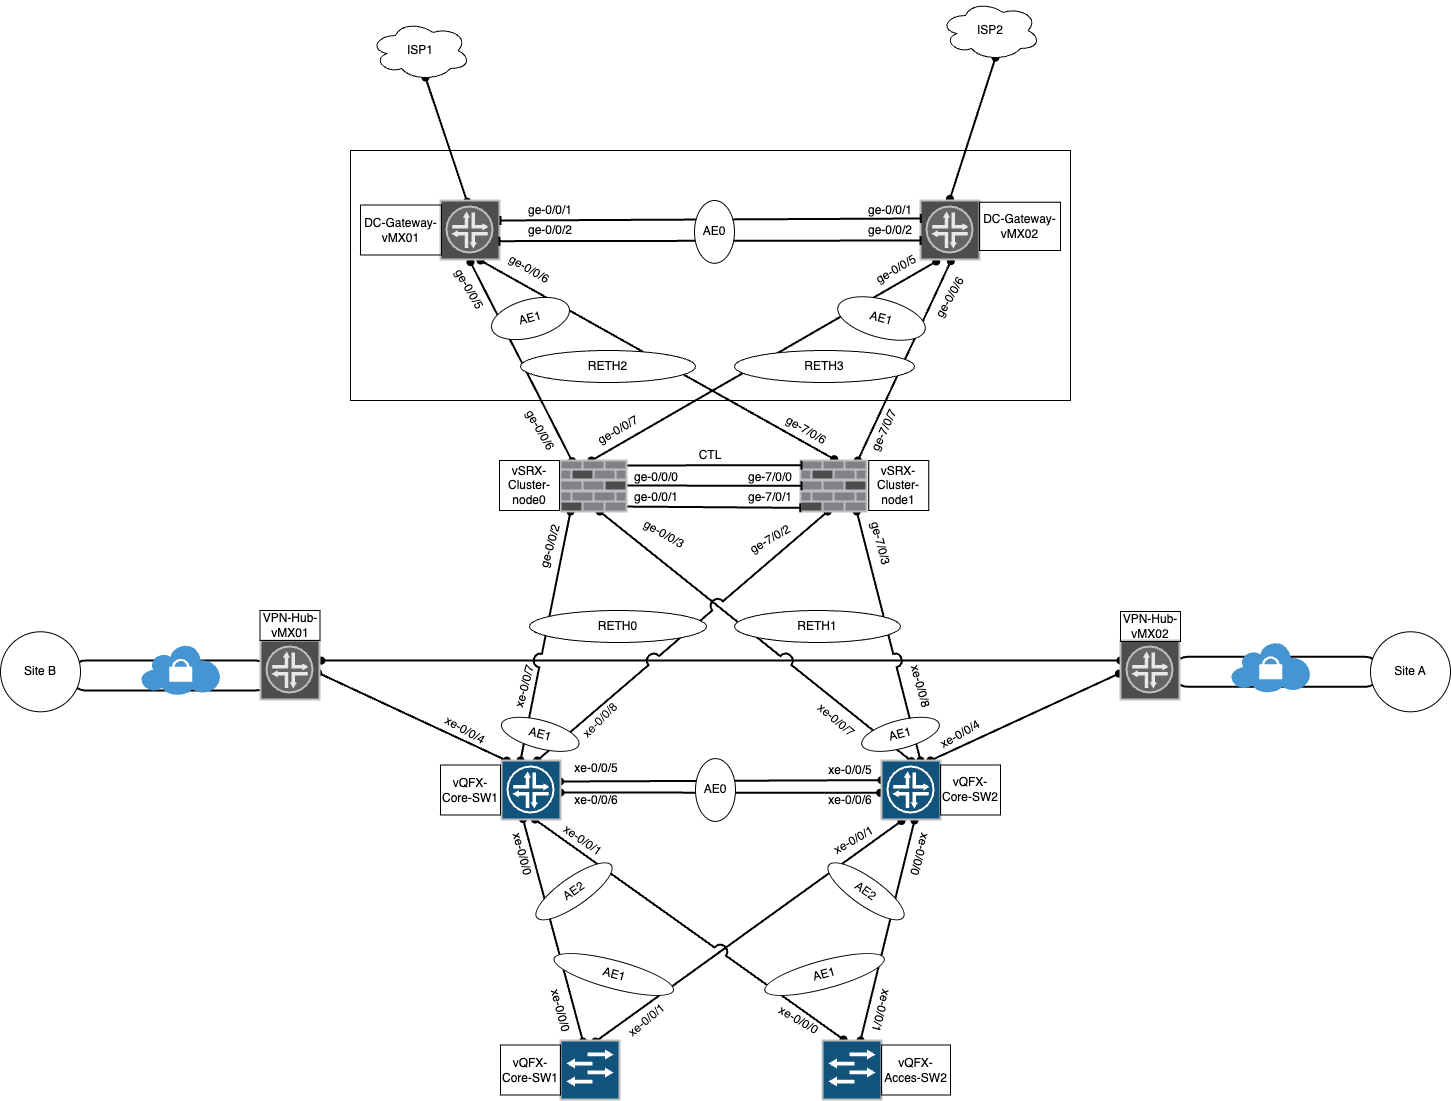 ISP1
ISP2
DC-Gateway-
vMX01
ge-0/0/1
ge-0/0/2
AE0
ge-0/0/1
ge-0/0/2
DC-Gateway-
vMX02
ge-0/0/5
ge-0/0/6
ge-0/0/5
ge-0/0/6
AE1
AE1
RETH2
RETH3
ge-0/0/6
ge-0/0/7
ge-7/0/6
ge-7/0/7
vSRX-
Cluster-
node0
CTL
ge-0/0/0
ge-7/0/0
ge-0/0/1
ge-7/0/1
vSRX-
Cluster-
node1
ge-0/0/2
ge-0/0/3
ge-7/0/2
ge-7/0/3
VPN-Hub-
vMX01
RETH0
RETH1
VPN-Hub-
vMX02
Site B
Site A
xe-0/0/7
xe-0/0/8
xe-0/0/7
xe-0/0/8
xe-0/0/4
AE1
AE1
xe-0/0/4
vQFX-
Core-SW1
xe-0/0/5
xe-0/0/6
AE0
xe-0/0/5
xe-0/0/6
vQFX-
Core-SW2
xe-0/0/0
xe-0/0/1
xe-0/0/1
xe-0/0/0
AE2
AE2
AE1
AE1
xe-0/0/0
xe-0/0/1
xe-0/0/0
xe-0/0/1
vQFX-
Core-SW1
vQFX-
Acces-SW2